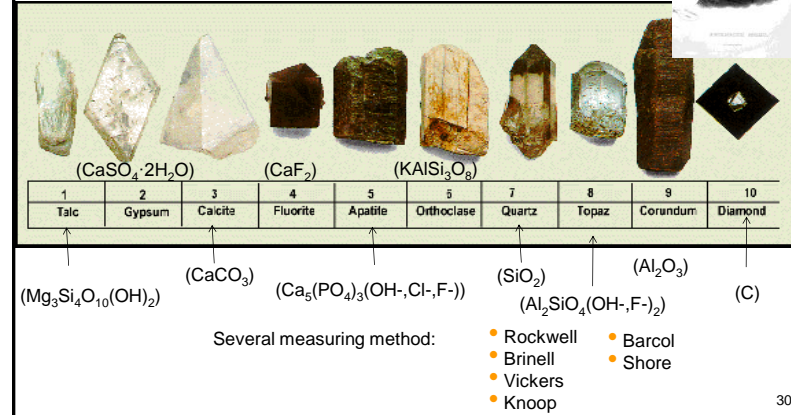 (CaSO₄·2H₂O) (CaF₂) (KAlSi₃O₈)
1 2 3 4 5 6 7 8 9 10
Talc Gypsum Calcite Fluorite Apatite Orthoclase Quartz Topaz Corundum Diamond
(Mg₃Si₄O₁₀(OH)₂)
(CaCO₃)
(Ca₅(PO₄)₃(OH-,Cl-,F-))
(SiO₂)
(Al₂SiO₄(OH-,F-)₂)
(Al₂O₃)
(C)
Several measuring method:
• Rockwell
• Brinell
• Vickers
• Knoop
• Barcol
• Shore
30